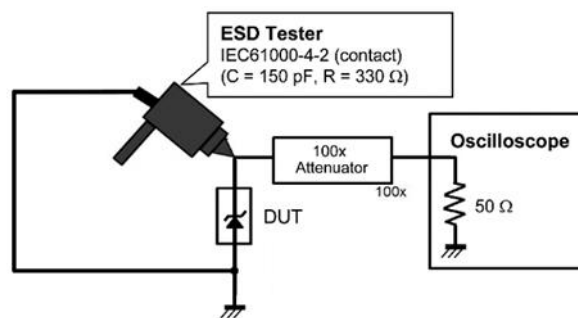 ESD Tester
IEC61000-4-2 (contact)
(C = 150 pF, R = 330 Ω)
100x
Attenuator
100x
Oscilloscope
50 Ω
DUT